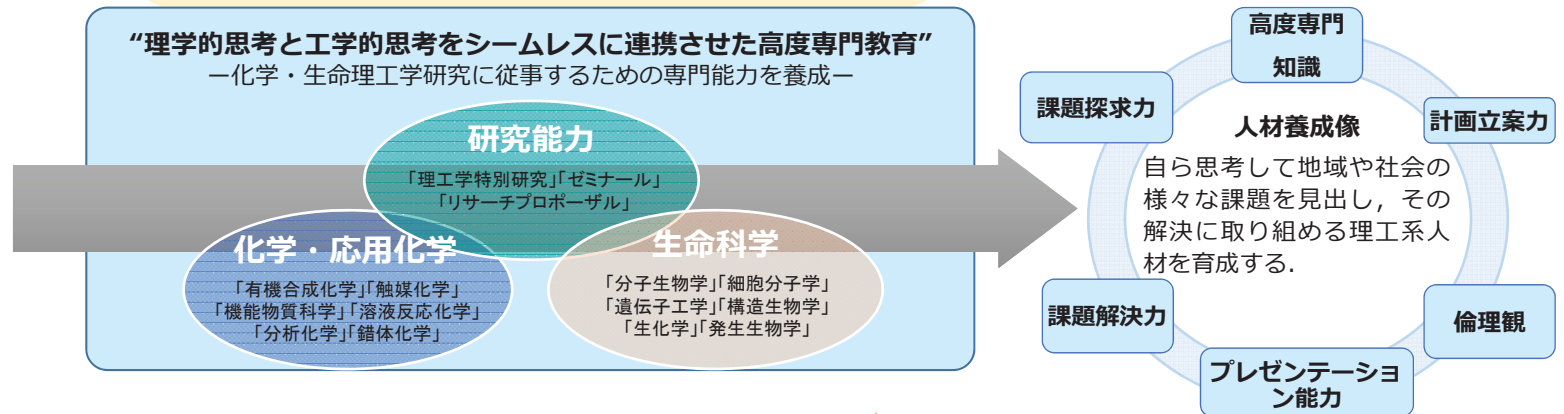 “理学的思考と工学的思考をシームレスに連携させた高度専門教育”
ー化学・生命理工学研究に従事するための専門能力を養成ー
研究能力
「理工学特別研究」「ゼミナール」
「リサーチプロポーザル」
化学・応用化学
「有機合成化学」「触媒化学」
「機能物質科学」「溶液反応化学」
「分析化学」「錯体化学」
生命科学
「分子生物学」「細胞分子学」
「遺伝子工学」「構造生物学」
「生化学」「発生生物学」
高度専門
知識
課題探求力
計画立案力
人材養成像
自ら思考して地域や社会の
様々な課題を見出し，その
解決に取り組める理工系人
材を育成する.
課題解決力
倫理観
プレゼンテーショ
ン能力